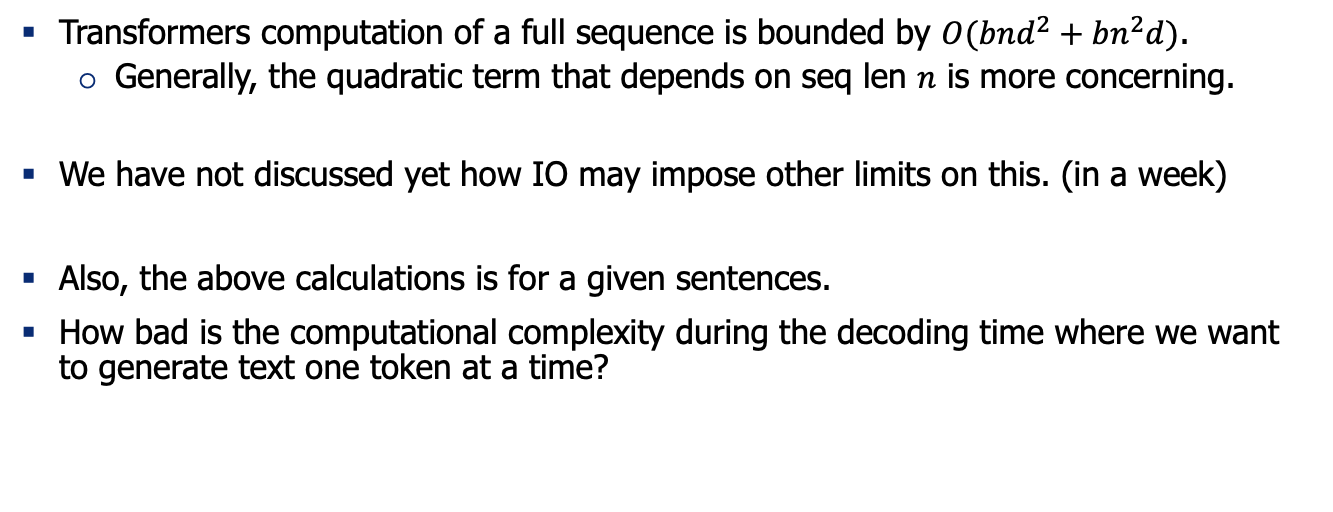 ▪ Transformers computation of a full sequence is bounded by 𝑂(𝑏𝑛𝑑² + 𝑏𝑛²𝑑).
o Generally, the quadratic term that depends on seq len 𝑛 is more concerning.
▪ We have not discussed yet how IO may impose other limits on this. (in a week)
▪ Also, the above calculations is for a given sentences.
▪ How bad is the computational complexity during the decoding time where we want
to generate text one token at a time?